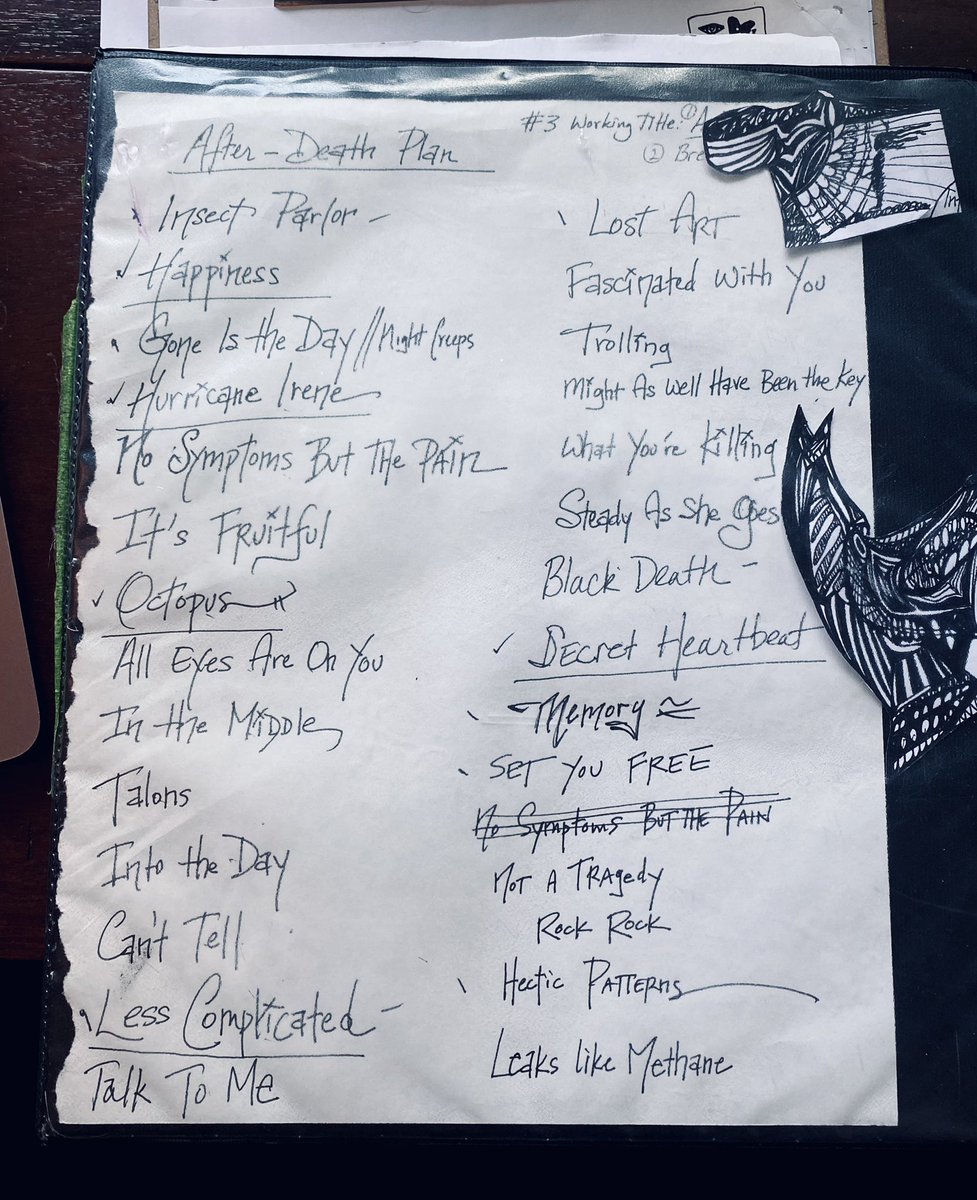 #3 Working Title: ① A
② Bre
After-Death Plan
Insect Parlor -
✓ Happiness
Gone Is the Day // Night Creeps
✓ Hurricane Irene
No Symptoms But The Pain
It's Fruitful
✓ Octopus
All Eyes Are On You
In the Middle
Talons
Into the Day
Can't Tell
Less Complicated -
Talk To Me
Lost Art
Fascinated With You
Trolling
Might As Well Have Been the Key
What You're Killing
Steady As She Goes
Black Death -
✓ Secret Heartbeat
Memory
Set You Free
No Symptoms But The Pain
Not A Tragedy
Rock Rock
Hectic Patterns
Leaks like Methane